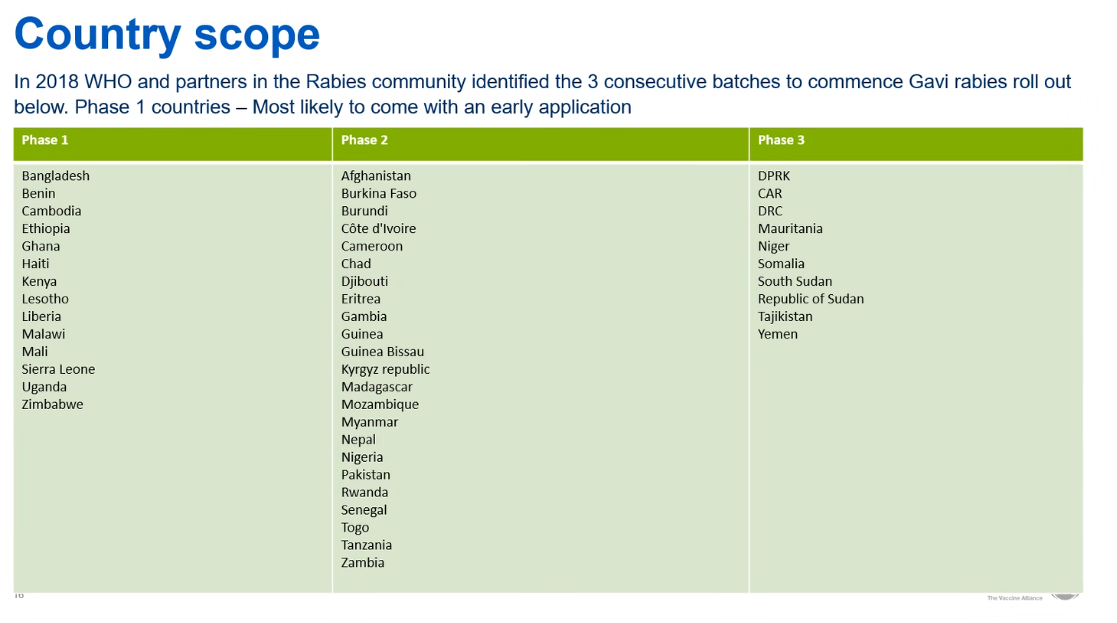 Country scope
In 2018 WHO and partners in the Rabies community identified the 3 consecutive batches to commence Gavi rabies roll out
below. Phase 1 countries – Most likely to come with an early application
Phase 1
Bangladesh
Benin
Cambodia
Ethiopia
Ghana
Haiti
Kenya
Lesotho
Liberia
Malawi
Mali
Sierra Leone
Uganda
Zimbabwe
Phase 2
Afghanistan
Burkina Faso
Burundi
Côte d'Ivoire
Cameroon
Chad
Djibouti
Eritrea
Gambia
Guinea
Guinea Bissau
Kyrgyz republic
Madagascar
Mozambique
Myanmar
Nepal
Nigeria
Pakistan
Rwanda
Senegal
Togo
Tanzania
Zambia
Phase 3
DPRK
CAR
DRC
Mauritania
Niger
Somalia
South Sudan
Republic of Sudan
Tajikistan
Yemen
The Vaccine Alliance